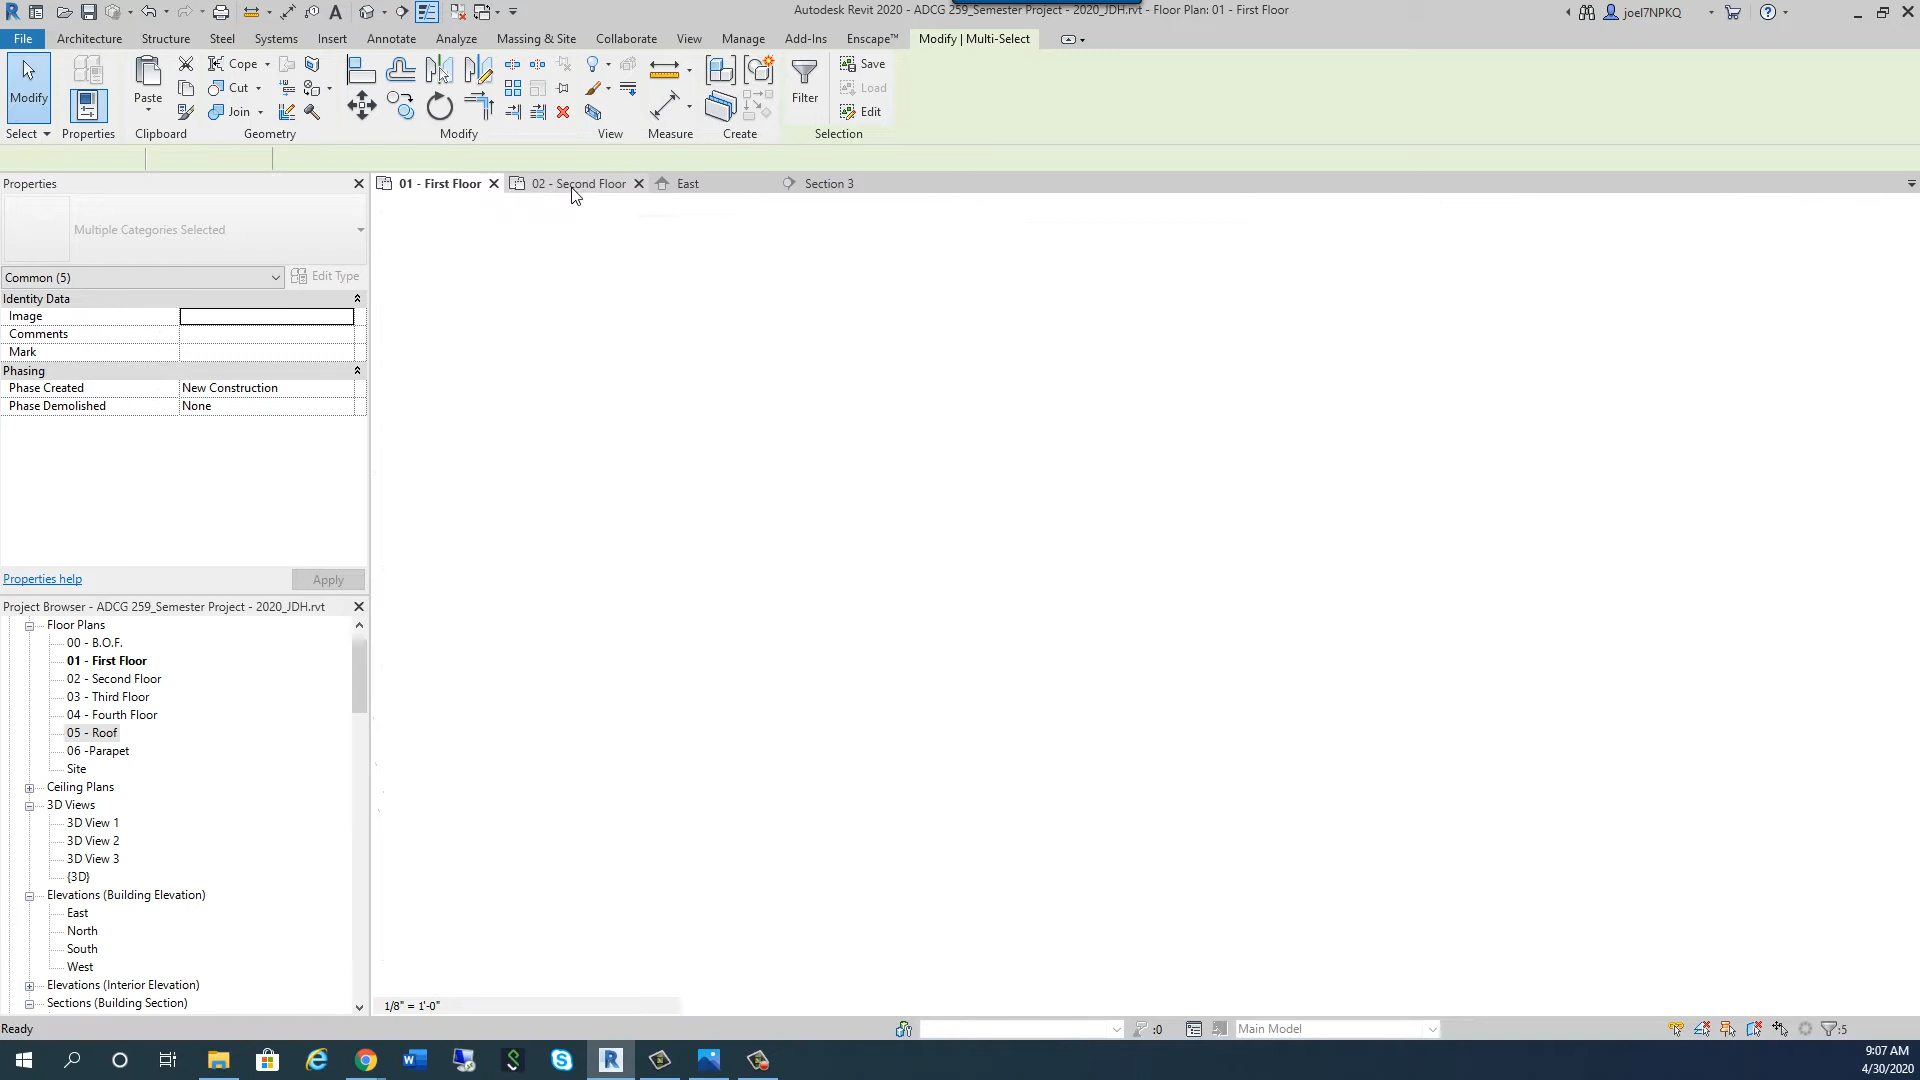 Autodesk Revit 2020 - ADCG 259_Semester Project - 2020_JDH.rvt - Floor Plan: 01 - First Floor
joel7NPKQ
File Architecture Structure Steel Systems Insert Annotate Analyze Massing & Site Collaborate View Manage Add-Ins Enscape™ Modify | Multi-Select
Cope Save
Modify Paste Cut Filter Load
Join Edit
Select Properties Clipboard Geometry Modify View Measure Create Selection
Properties
01 - First Floor 02 - Second Floor East Section 3
Multiple Categories Selected
Common (5) Edit Type
Identity Data
Image
Comments
Mark
Phasing
Phase Created New Construction
Phase Demolished None
Properties help Apply
Project Browser - ADCG 259_Semester Project - 2020_JDH.rvt
Floor Plans
00 - B.O.F.
01 - First Floor
02 - Second Floor
03 - Third Floor
04 - Fourth Floor
05 - Roof
06 -Parapet
Site
Ceiling Plans
3D Views
3D View 1
3D View 2
3D View 3
{3D}
Elevations (Building Elevation)
East
North
South
West
Elevations (Interior Elevation)
Sections (Building Section)
1/8" = 1'-0"
Ready :0 Main Model :5
9:07 AM
4/30/2020